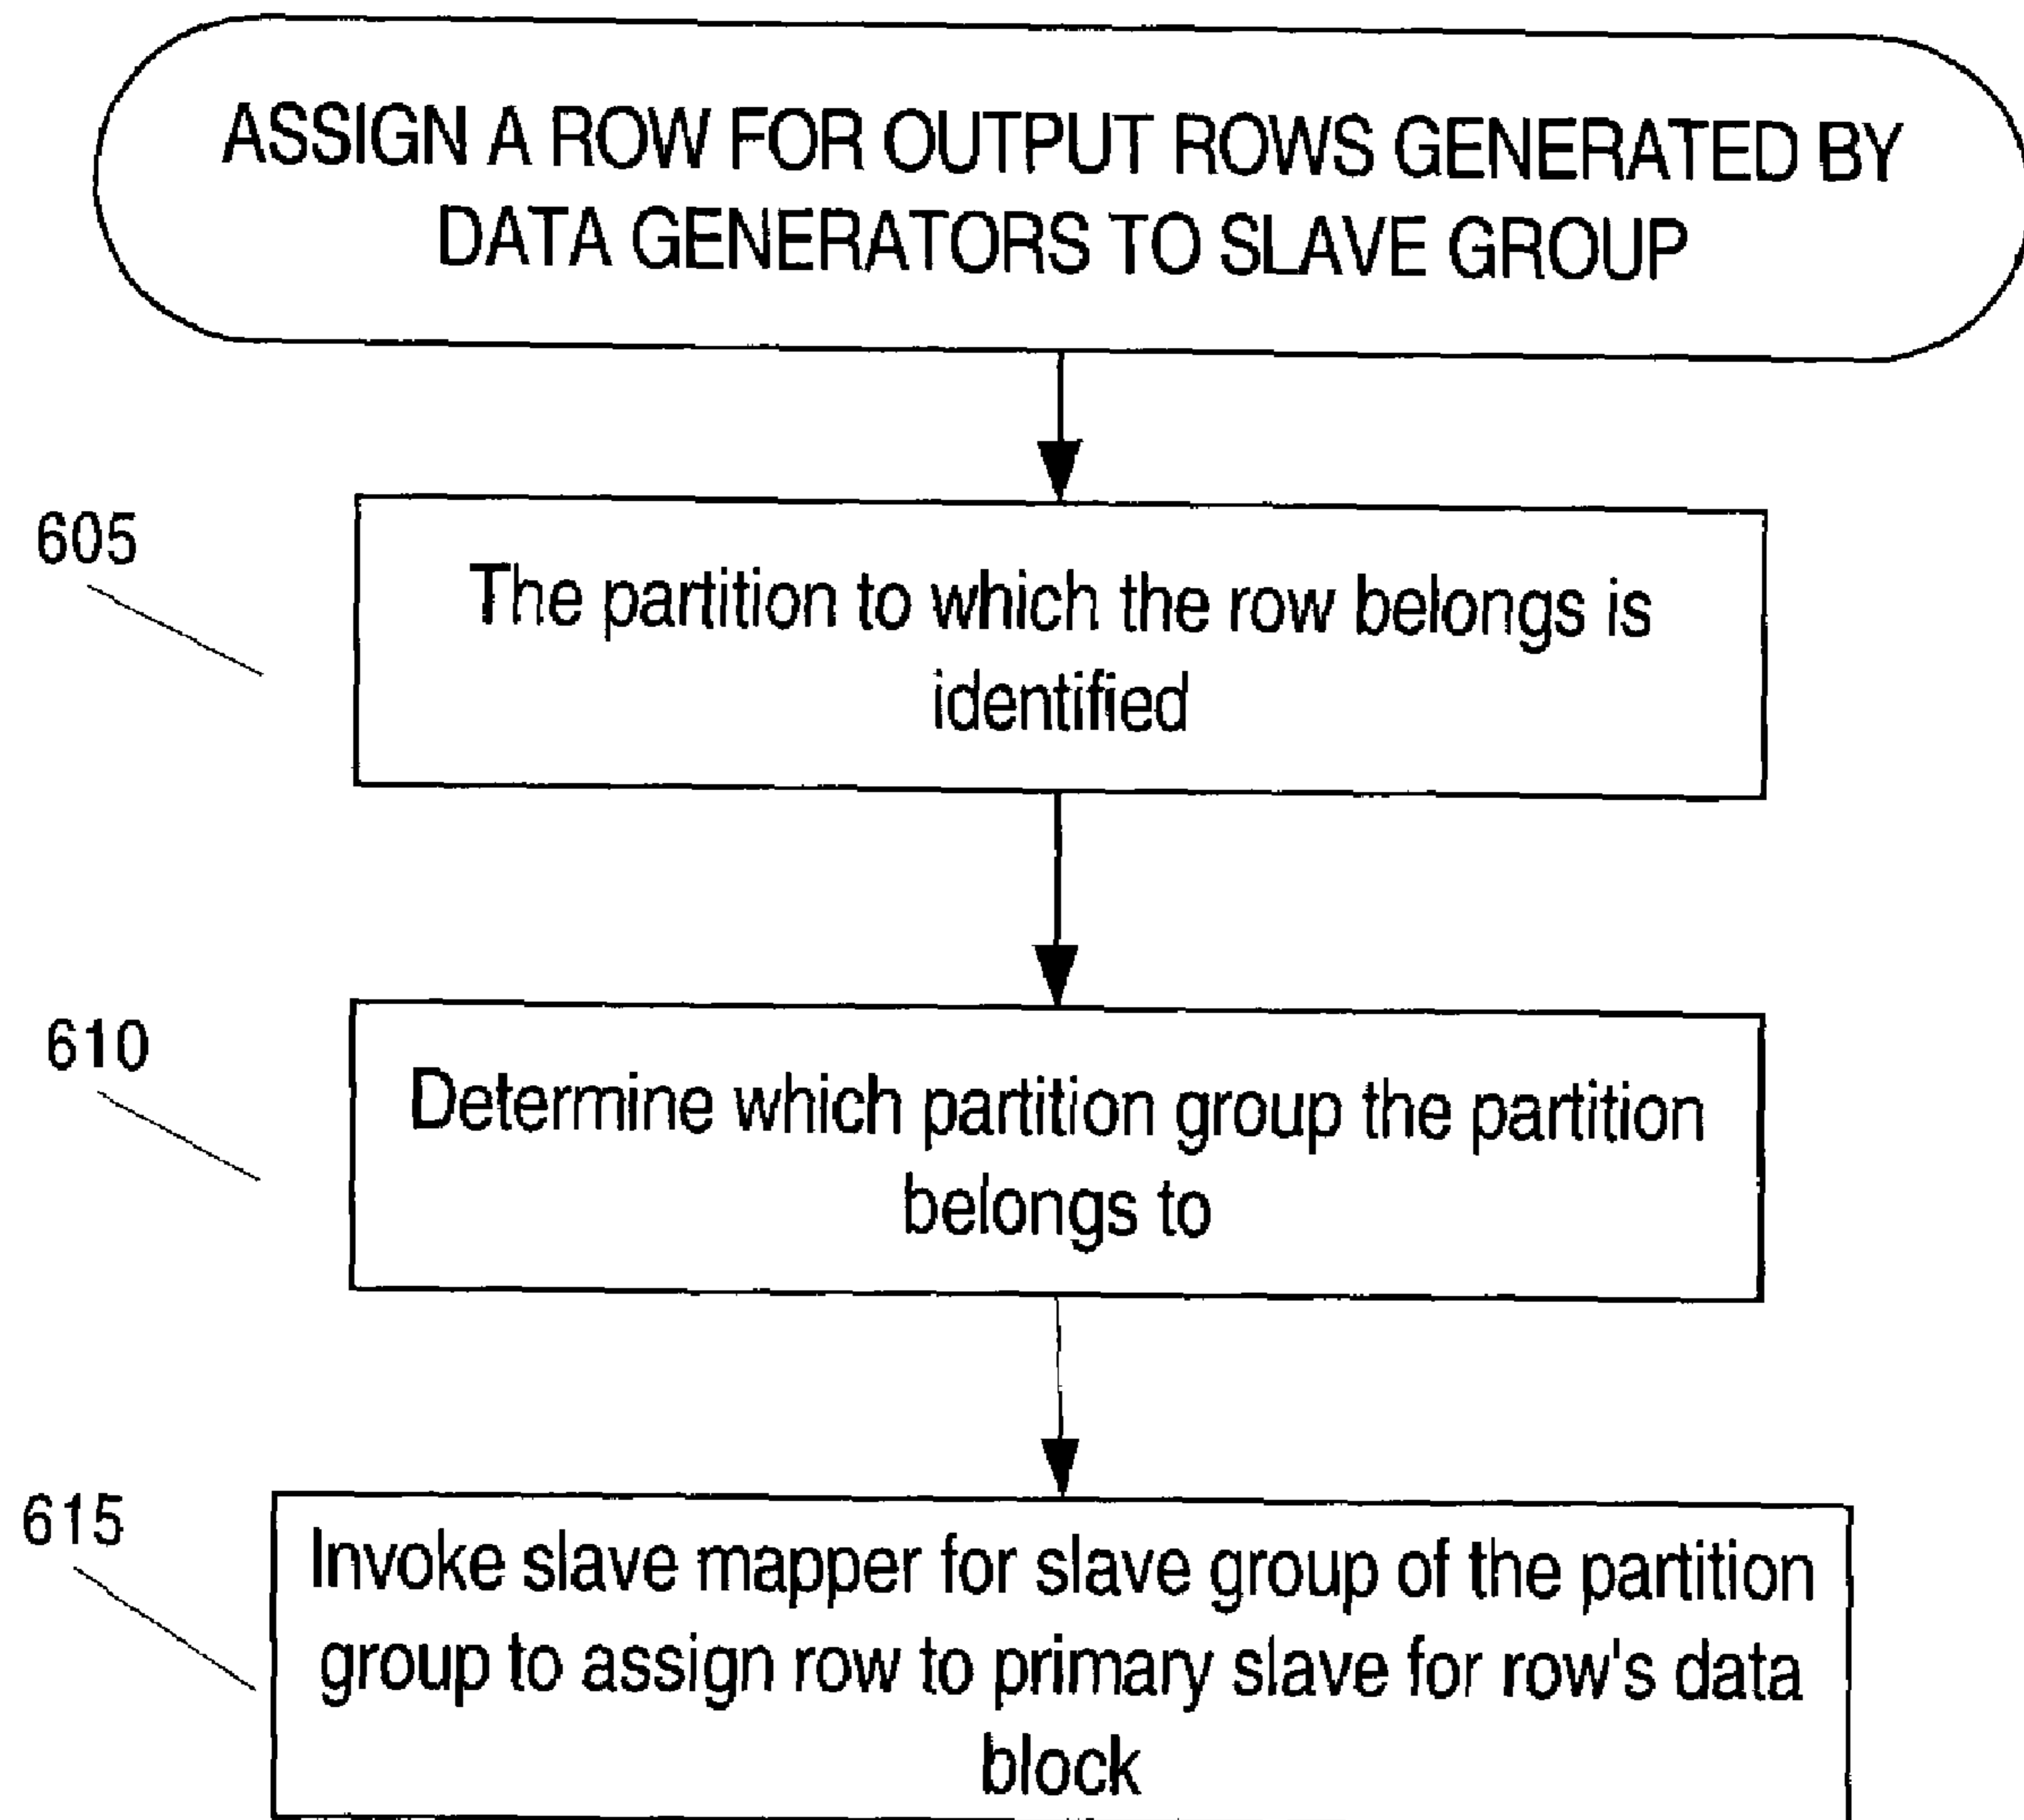 ASSIGN A ROW FOR OUTPUT ROWS GENERATED BY
DATA GENERATORS TO SLAVE GROUP
605
The partition to which the row belongs is
identified
610
Determine which partition group the partition
belongs to
615
Invoke slave mapper for slave group of the partition
group to assign row to primary slave for row's data
block